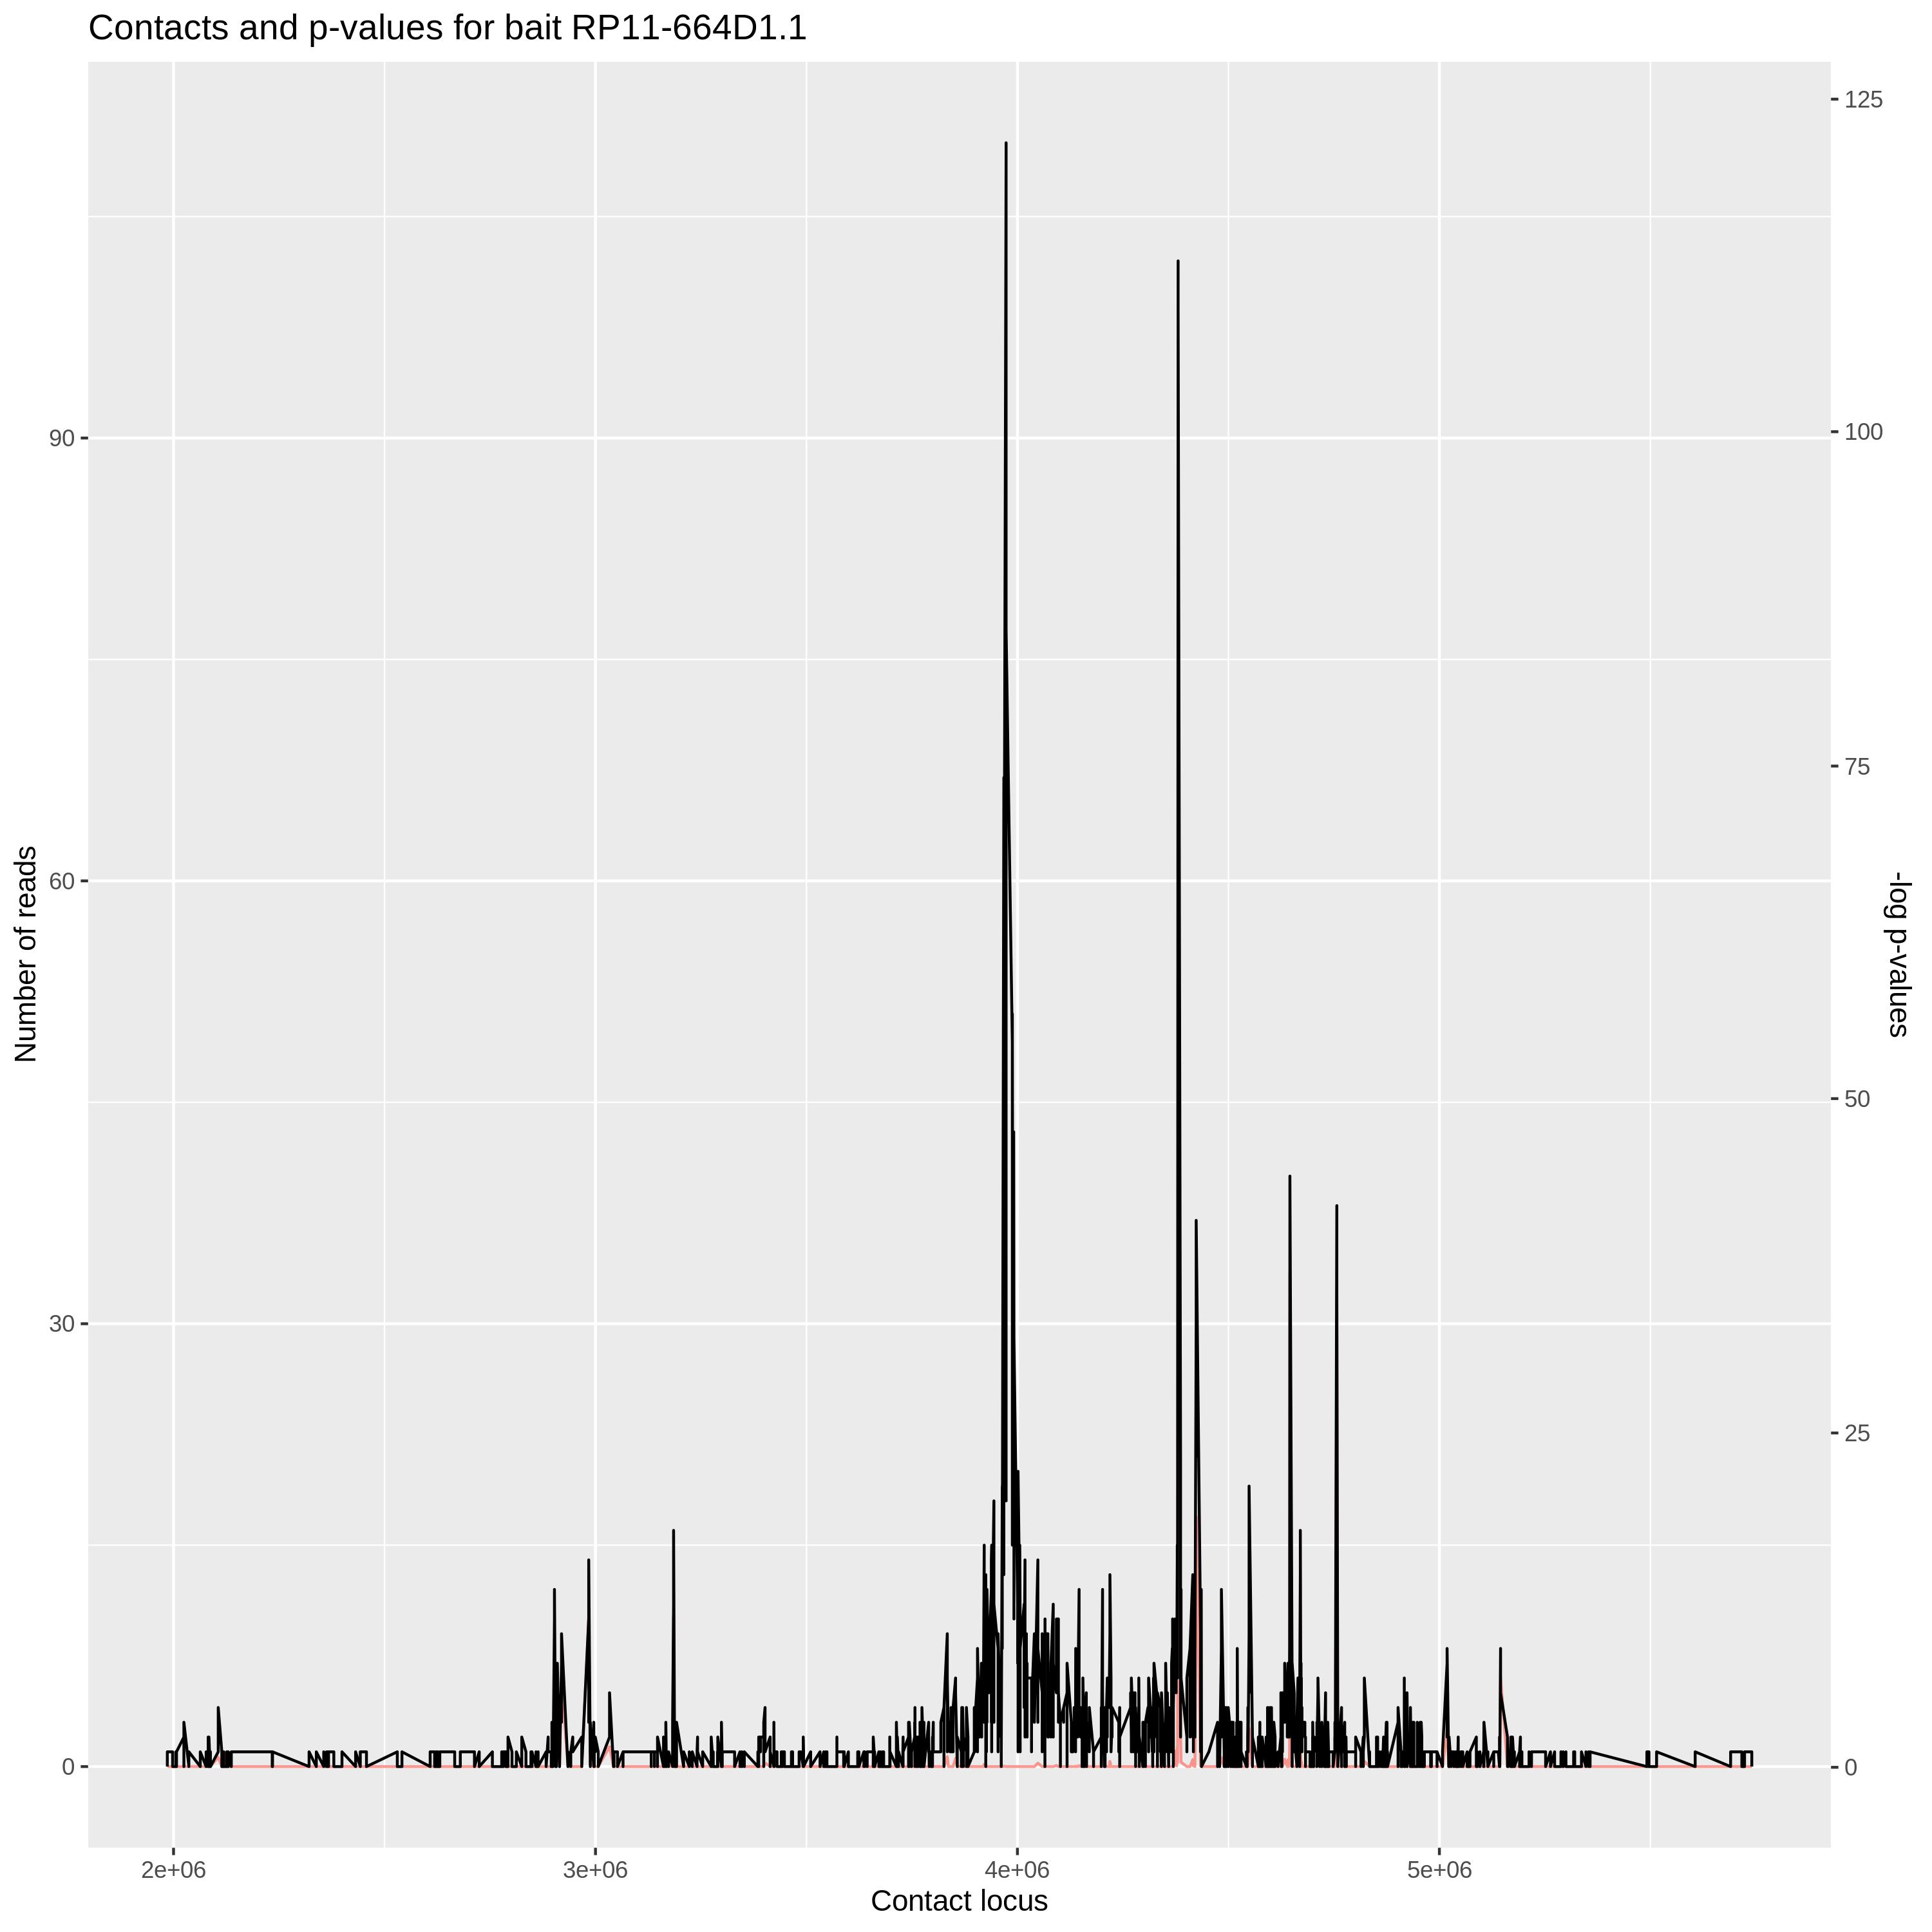 Contacts and p-values for bait RP11-664D1.1
125
100
90
75
60
50
30
25
0
0
Number of reads
-log p-values
2e+06
3e+06
4e+06
5e+06
Contact locus